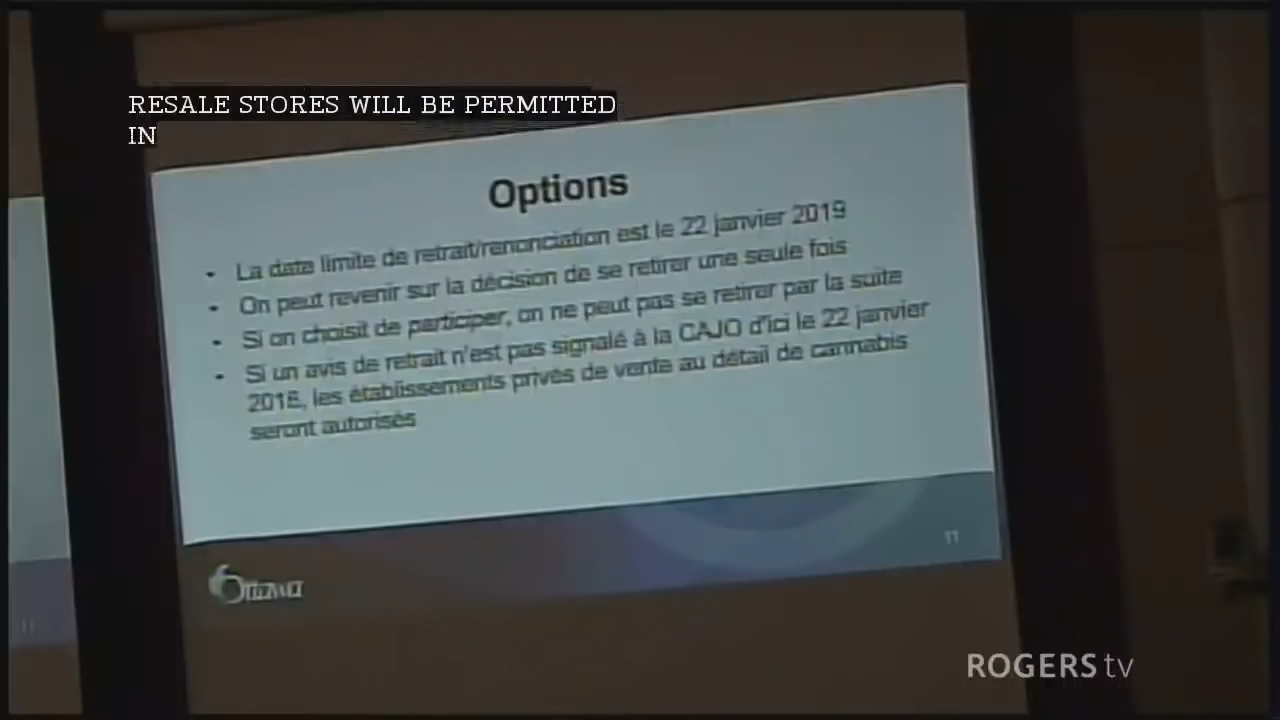 RESALE STORES WILL BE PERMITTED
IN
Options
• La date limite de retrait/renonciation est le 22 janvier 2019
• On peut revenir sur la décision de se retirer une seule fois
• Si on choisit de participer, on ne peut pas se retirer par la suite
• Si un avis de retrait n'est pas signalé à la CAJO d'ici le 22 janvier
2018, les établissements privés de vente au détail de cannabis
seront autorisés
11
Ottawa
11
ROGERS tv